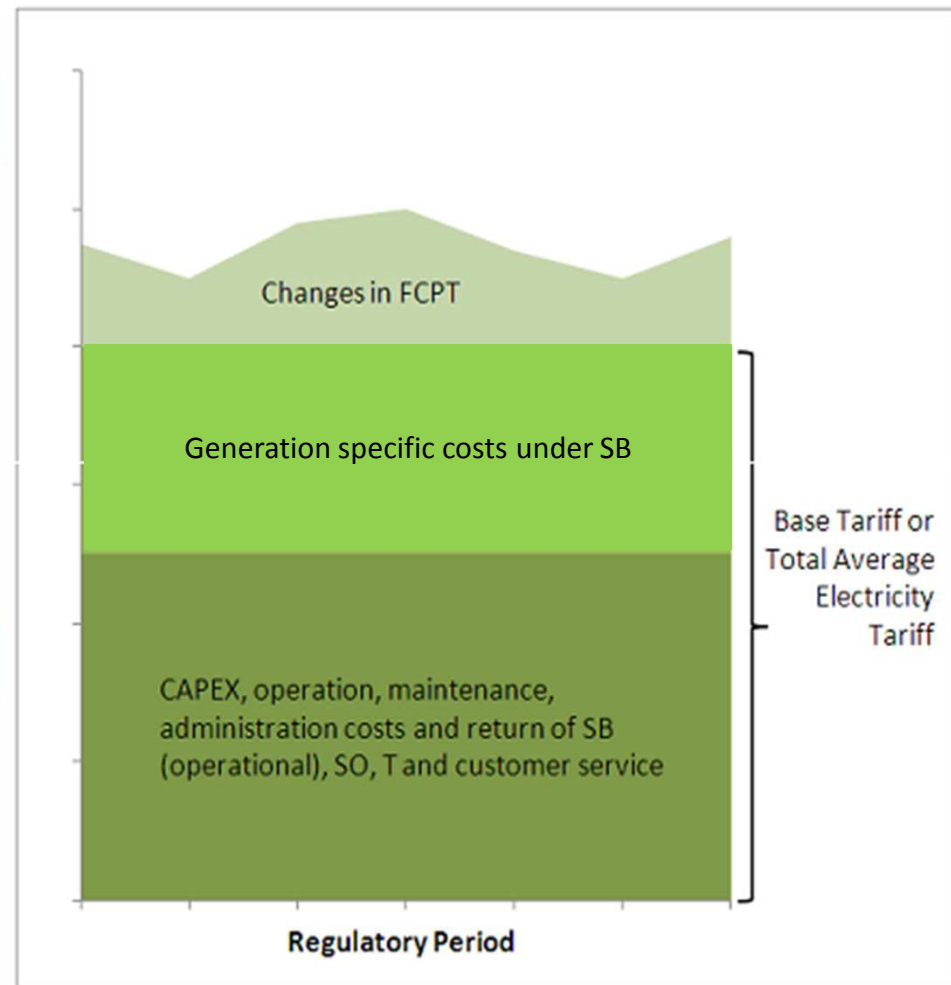 Changes in FCPT
Generation specific costs under SB
Base Tariff or
Total Average
Electricity
Tariff
CAPEX, operation, maintenance,
administration costs and return of SB
(operational), SO, T and customer service
Regulatory Period